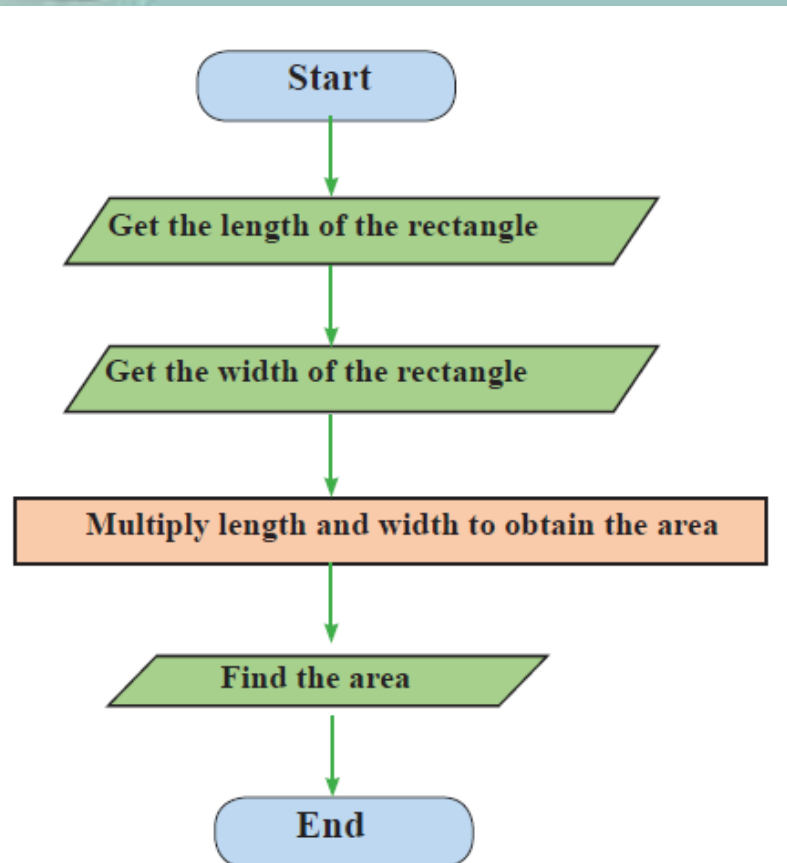 Start
Get the length of the rectangle
Get the width of the rectangle
Multiply length and width to obtain the area
Find the area
End